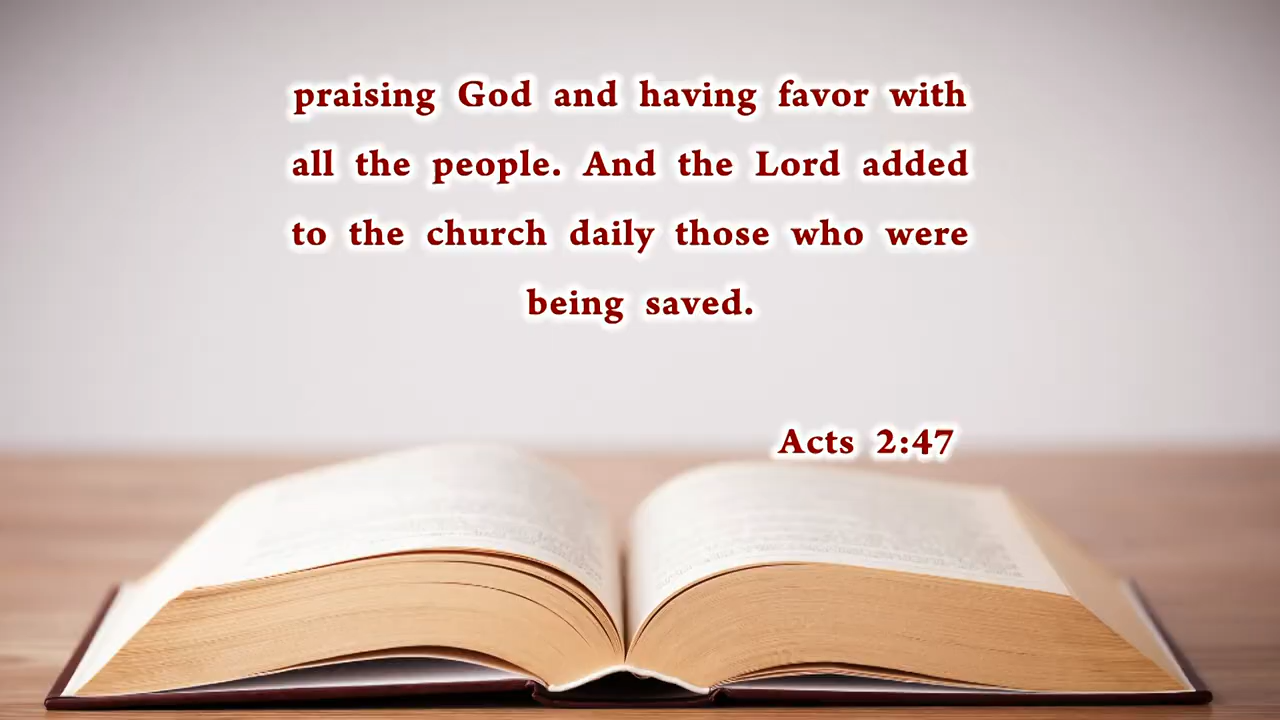 praising God and having favor with
all the people. And the Lord added
to the church daily those who were
being saved.
Acts 2:47